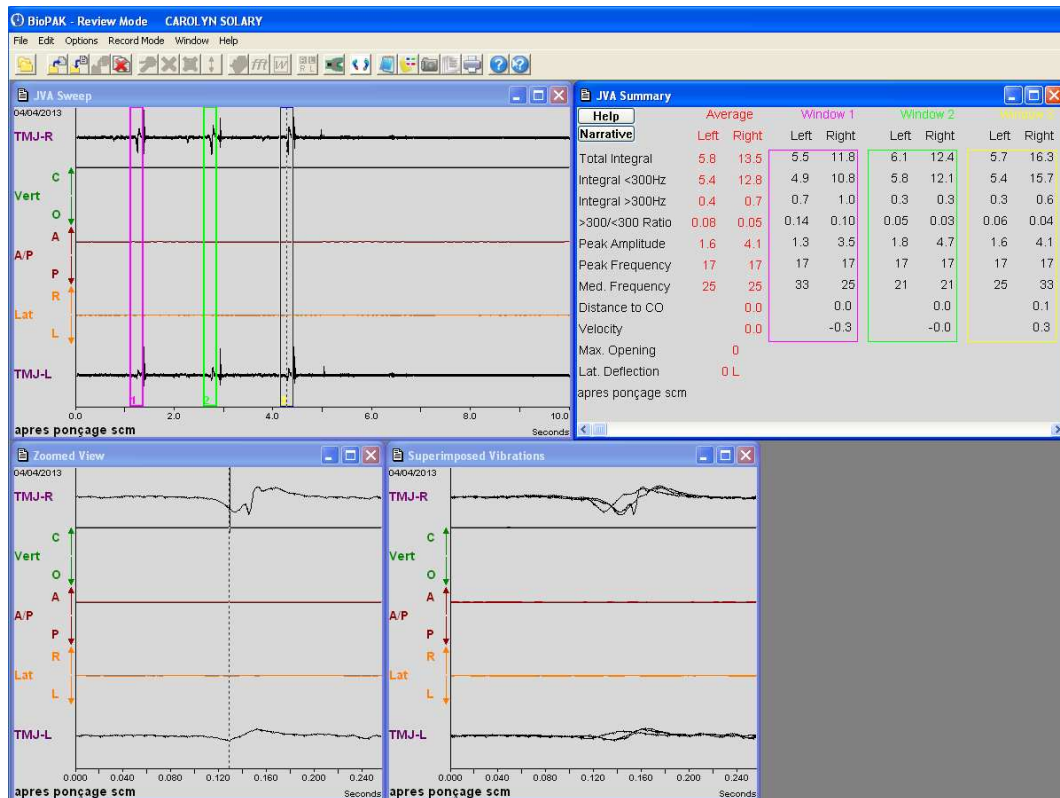 BioPAK - Review Mode CAROLYN SOLARY
File Edit Options Record Mode Window Help
fft W
JVA Sweep
04/04/2013
TMJ-R
C
Vert
O
A
A/P
P
R
Lat
L
TMJ-L
1 2
0.0 2.0 4.0 6.0 8.0 10.0
Seconds
apres ponçage scm
JVA Summary
Help Average Window 1 Window 2
Narrative Left Right Left Right Left Right Left Right
Total Integral 5.8 13.5 5.5 11.8 6.1 12.4 5.7 16.3
Integral <300Hz 5.4 12.8 4.9 10.8 5.8 12.1 5.4 15.7
Integral >300Hz 0.4 0.7 0.7 1.0 0.3 0.3 0.3 0.6
>300/<300 Ratio 0.08 0.05 0.14 0.10 0.05 0.03 0.06 0.04
Peak Amplitude 1.6 4.1 1.3 3.5 1.8 4.7 1.6 4.1
Peak Frequency 17 17 17 17 17 17 17 17
Med. Frequency 25 25 33 25 21 21 25 33
Distance to CO 0.0 0.0 0.0 0.1
Velocity 0.0 -0.3 -0.0 0.3
Max. Opening 0
Lat. Deflection 0 L
apres ponçage scm
Zoomed View
04/04/2013
TMJ-R
C
Vert
O
A
A/P
P
R
Lat
L
TMJ-L
0.000 0.040 0.080 0.120 0.160 0.200 0.240
Seconds
apres ponçage scm
Superimposed Vibrations
04/04/2013
TMJ-R
C
Vert
O
A
A/P
P
R
Lat
L
TMJ-L
0.000 0.040 0.080 0.120 0.160 0.200 0.240
Seconds
apres ponçage scm